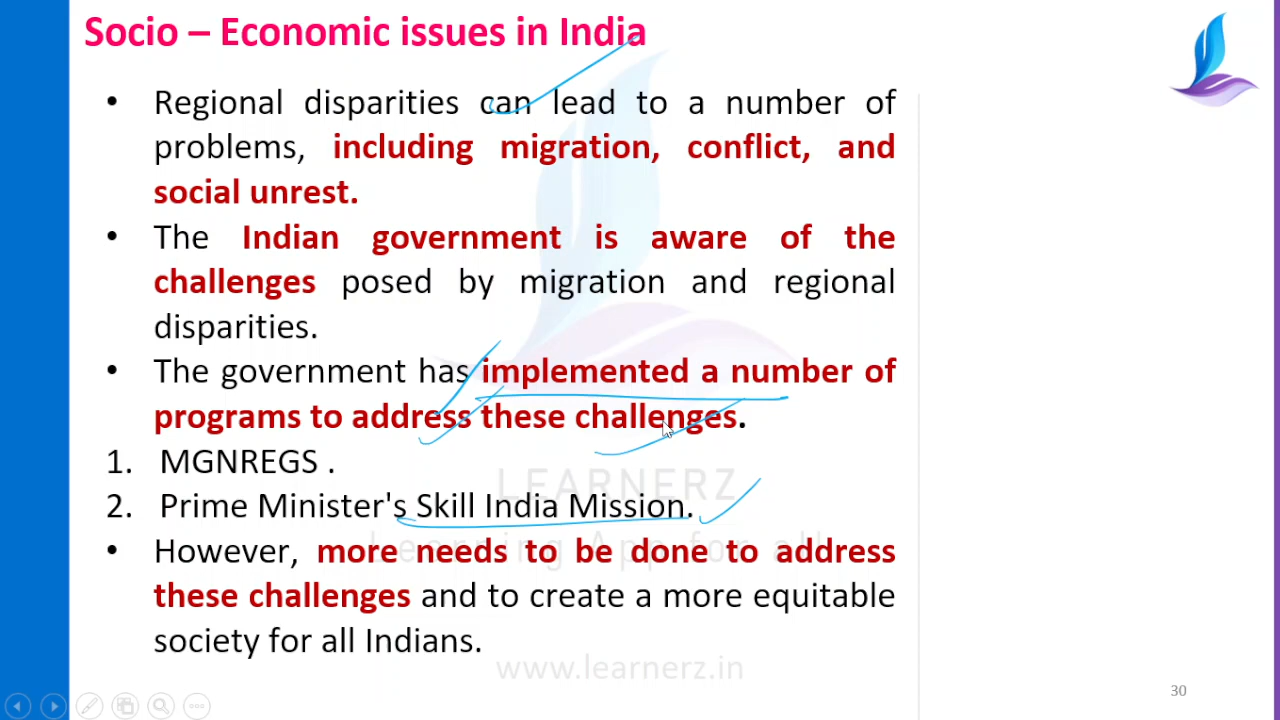 Socio – Economic issues in India
• Regional disparities can lead to a number of
problems, including migration, conflict, and
social unrest.
• The Indian government is aware of the
challenges posed by migration and regional
disparities.
• The government has implemented a number of
programs to address these challenges.
1. MGNREGS .
2. Prime Minister's Skill India Mission.
• However, more needs to be done to address
these challenges and to create a more equitable
society for all Indians.
LEARNERZ
Learning App for all
www.learnerz.in
30